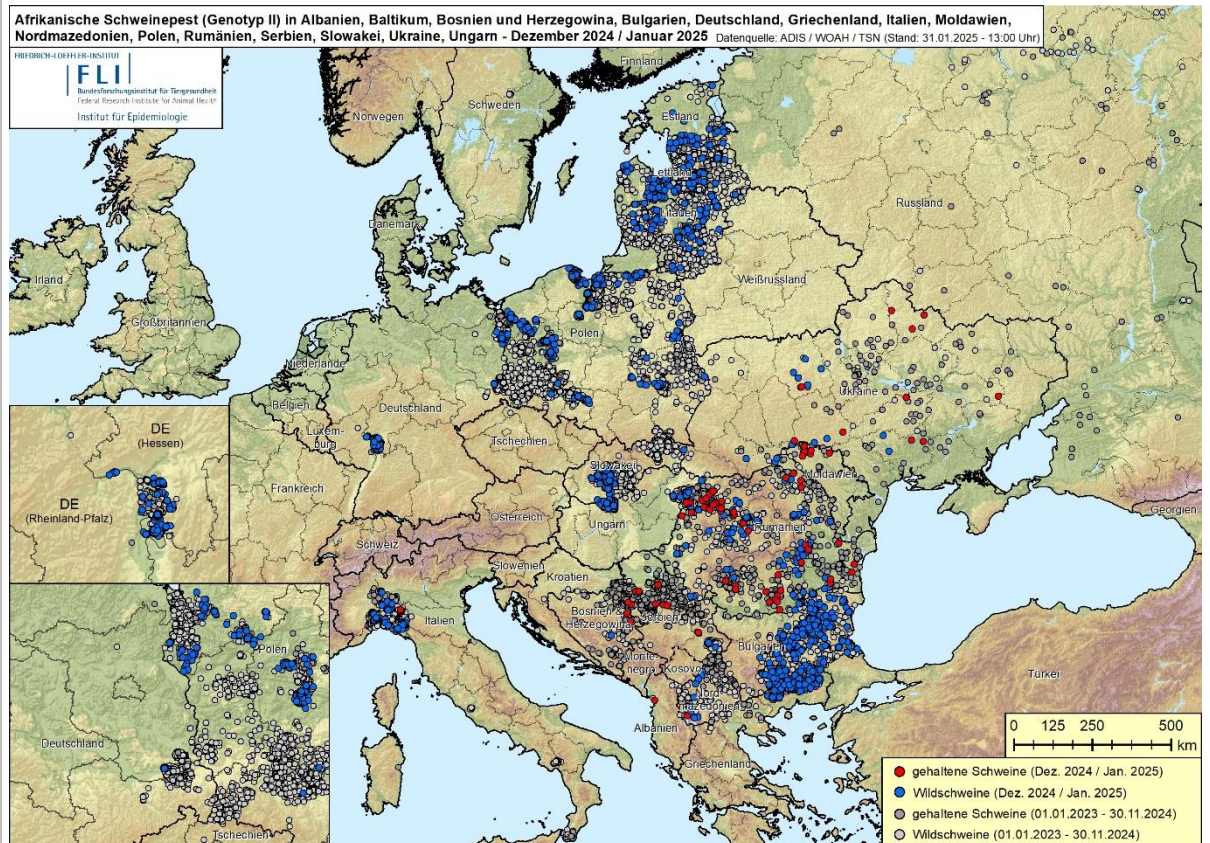 Afrikanische Schweinepest (Genotyp II) in Albanien, Baltikum, Bosnien und Herzegowina, Bulgarien, Deutschland, Griechenland, Italien, Moldawien,
Nordmazedonien, Polen, Rumänien, Serbien, Slowakei, Ukraine, Ungarn - Dezember 2024 / Januar 2025 Datenquelle: ADIS / WOAH / TSN (Stand: 31.01.2025 - 13:00 Uhr)
FRIEDRICH-LOEFFLER-INSTITUT
FLI
Bundesforschungsinstitut für Tiergesundheit
Federal Research Institute for Animal Health
Institut für Epidemiologie
Finnland
Norwegen
Schweden
Estland
Lettland
Litauen
Russland
Dänemark
Irland
Großbritannien
Weißrussland
Polen
Niederlande
Belgien
Deutschland
Ukraine
Luxem-
burg
Tschechien
Slowakei
Moldawien
Frankreich
Österreich
Ungarn
Rumänien
Schweiz
Slowenien
Kroatien
Georgien
Italien
Bosnien &
Herzegowina
Serbien
Monte-
negro
Kosovo
Bulgarien
Nord-
mazedonien
Albanien
Griechenland
Türkei
DE
(Hessen)
DE
(Rheinland-Pfalz)
Polen
Deutschland
Tschechien
0 125 250 500
km
gehaltene Schweine (Dez. 2024 / Jan. 2025)
Wildschweine (Dez. 2024 / Jan. 2025)
gehaltene Schweine (01.01.2023 - 30.11.2024)
Wildschweine (01.01.2023 - 30.11.2024)